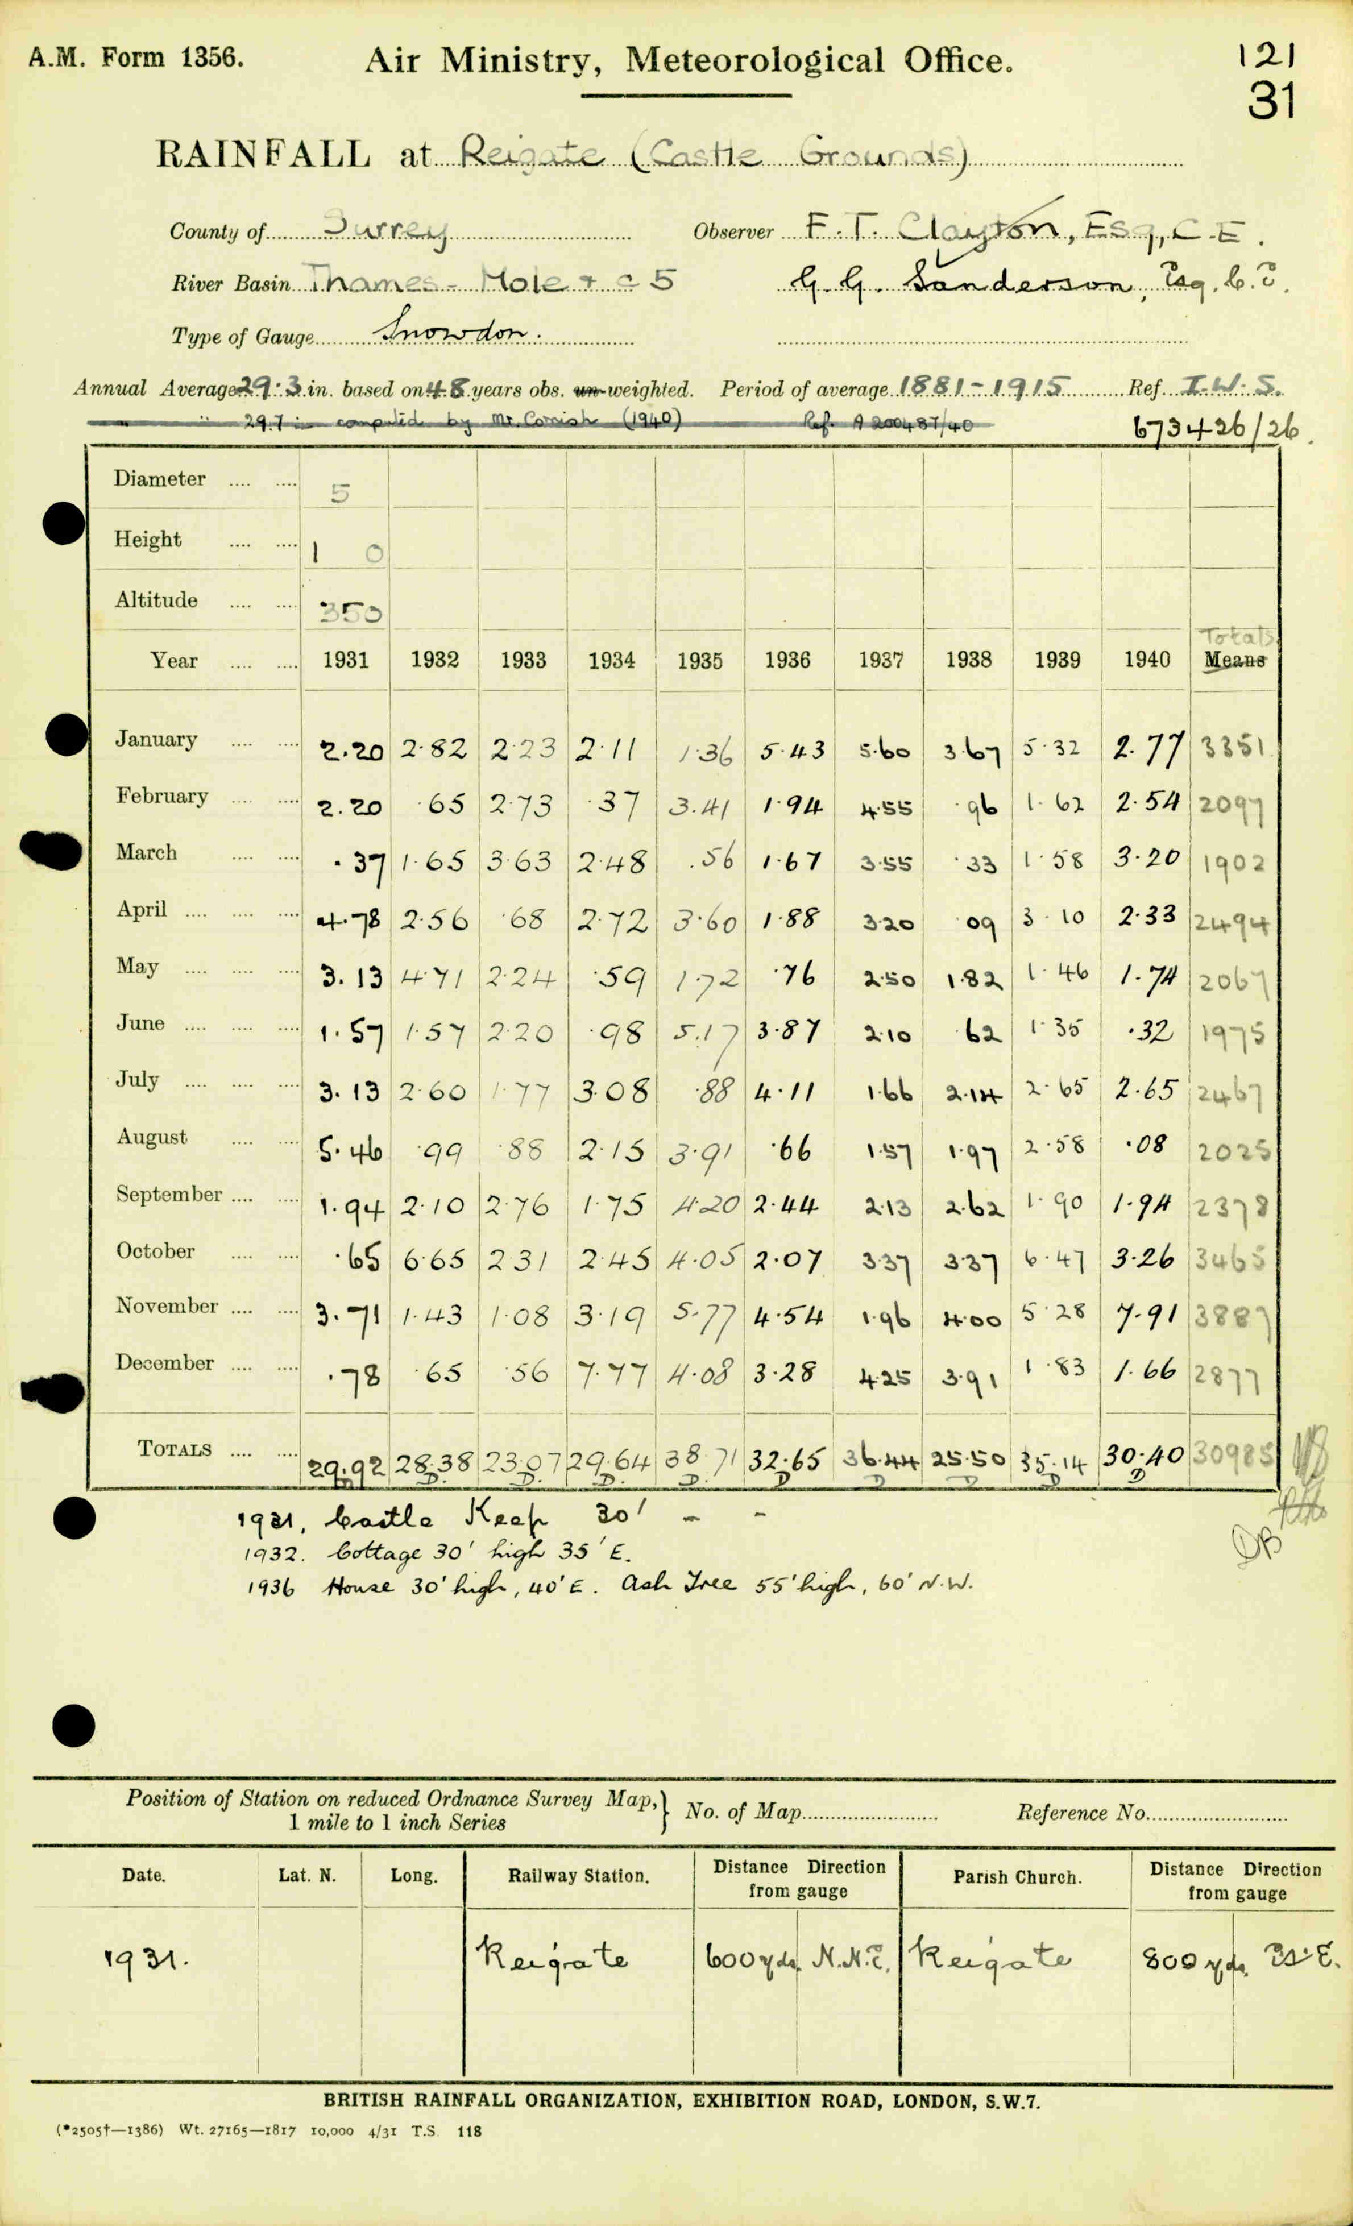 A.M. Form 1356. Air Ministry, Meteorological Office. 121
31
RAINFALL at Reigate (Castle Grounds)
County of Surrey Observer F. T. Clayton, Esq, C.E.
River Basin Thames - Mole + c 5 G. G. Sanderson, Esq. C.E.
Type of Gauge Snowdon.
Annual Average 29.3 in. based on 48 years obs. un-weighted. Period of average 1881-1915 Ref. I.W.S.
" " 29.7 in compiled by Mr. Cornish (1940) Ref. A 200487/40 673426/26.
Diameter .... .... 5
Height .... .... 1 0
Altitude .... .... 350
Totals
Year .... .... 1931 1932 1933 1934 1935 1936 1937 1938 1939 1940 Means
January .... .... 2.20 2.82 2.23 2.11 1.36 5.43 5.60 3.67 5.32 2.77 3351
February .... .... 2.20 .65 2.73 .37 3.41 1.94 4.55 .96 1.62 2.54 2097
March .... .... .37 1.65 3.63 2.48 .56 1.67 3.55 .33 1.58 3.20 1902
April .... .... .... 4.78 2.56 .68 2.72 3.60 1.88 3.20 .09 3.10 2.33 2494
May .... .... .... 3.13 4.71 2.24 .59 1.72 .76 2.50 1.82 1.46 1.74 2067
June .... .... .... 1.57 1.57 2.20 .98 5.17 3.87 2.10 .62 1.35 .32 1975
July .... .... .... 3.13 2.60 1.77 3.08 .88 4.11 1.66 2.14 2.65 2.65 2467
August .... .... 5.46 .99 .88 2.15 3.91 .66 1.57 1.97 2.58 .08 2025
September .... .... 1.94 2.10 2.76 1.75 4.20 2.44 2.13 2.62 1.90 1.94 2378
October .... .... .65 6.65 2.31 2.45 4.05 2.07 3.37 3.37 6.47 3.26 3465
November .... .... 3.71 1.43 1.08 3.19 5.77 4.54 1.96 4.00 5.28 7.91 3887
December .... .... .78 .65 .56 7.77 4.08 3.28 4.25 3.91 1.83 1.66 2877
TOTALS .... .... 29.92 28.38 23.07 29.64 38.71 32.65 36.44 25.50 35.14 30.40 30985
D. D. D. D. D. D D D D D
1931. Castle Keep 30' - -
1932. Cottage 30' high 35' E.
1936 House 30' high, 40' E. Ash Tree 55' high, 60' N.W.
Position of Station on reduced Ordnance Survey Map, 1 mile to 1 inch Series } No. of Map Reference No.
Date. Lat. N. Long. Railway Station. Distance Direction from gauge Parish Church. Distance Direction from gauge
1931. Reigate 600 yds. N.N.E. Reigate 800 yds.
BRITISH RAINFALL ORGANIZATION, EXHIBITION ROAD, LONDON, S.W.7.
(*2505†—1386) Wt. 27165—1817 10,000 4/31 T.S. 118